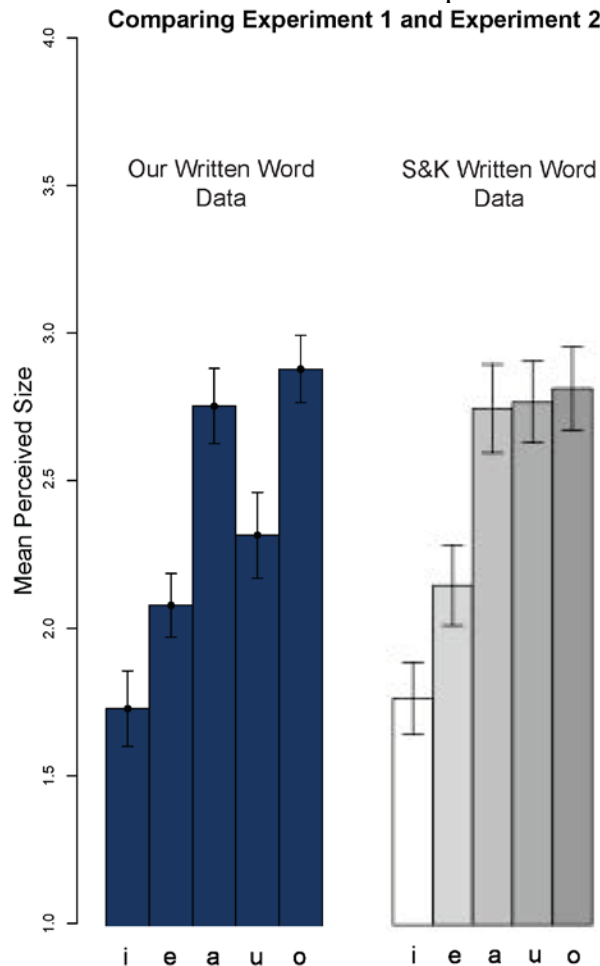 Comparing Experiment 1 and Experiment 2
4.0
Our Written Word
Data
S&K Written Word
Data
3.5
3.0
2.5
2.0
1.5
1.0
Mean Perceived Size
i e a u o
i e a u o